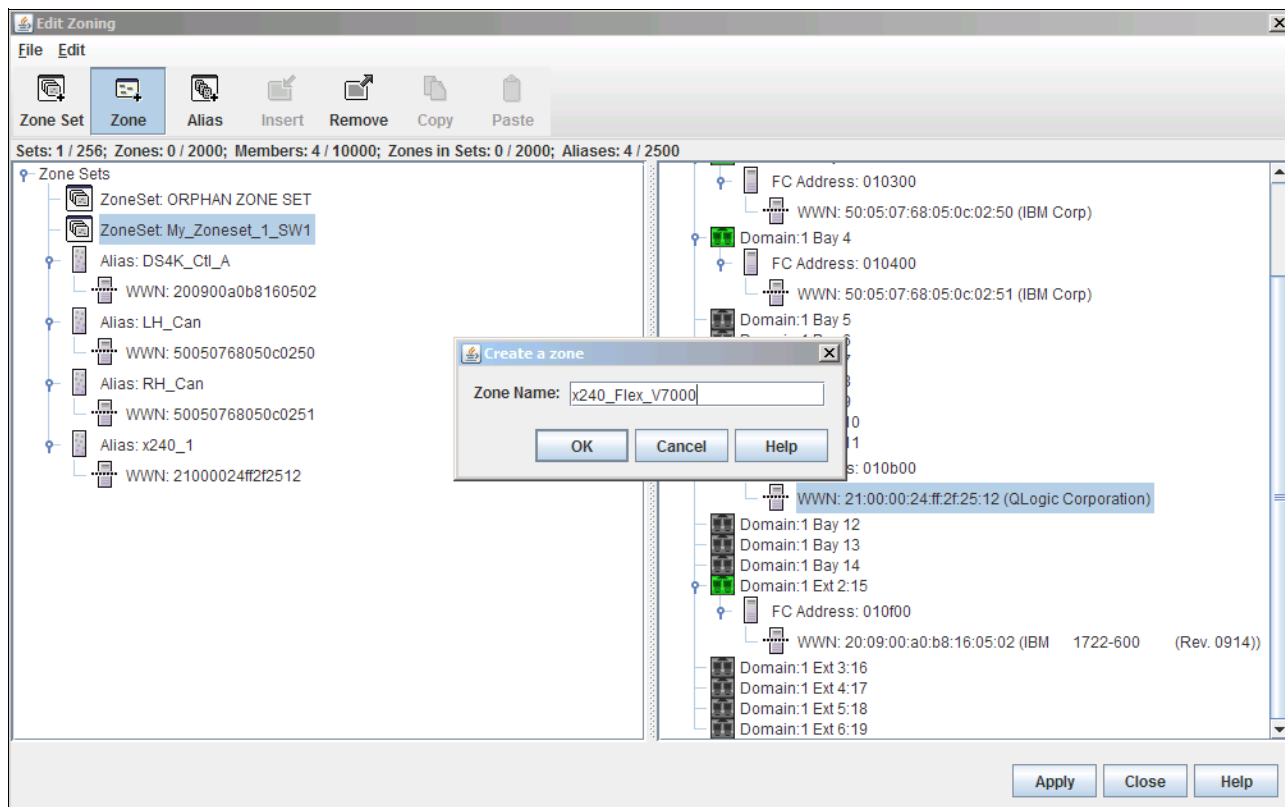 Edit Zoning
File Edit
Zone Set Zone Alias Insert Remove Copy Paste
Sets: 1 / 256; Zones: 0 / 2000; Members: 4 / 10000; Zones in Sets: 0 / 2000; Aliases: 4 / 2500
Zone Sets
ZoneSet: ORPHAN ZONE SET
ZoneSet: My_Zoneset_1_SW1
Alias: DS4K_Ctl_A
WWN: 200900a0b8160502
Alias: LH_Can
WWN: 50050768050c0250
Alias: RH_Can
WWN: 50050768050c0251
Alias: x240_1
WWN: 21000024ff2f2512
FC Address: 010300
WWN: 50:05:07:68:05:0c:02:50 (IBM Corp)
Domain:1 Bay 4
FC Address: 010400
WWN: 50:05:07:68:05:0c:02:51 (IBM Corp)
Domain:1 Bay 5
Create a zone
Zone Name: x240_Flex_V7000
OK Cancel Help
10
11
s: 010b00
WWN: 21:00:00:24:ff:2f:25:12 (QLogic Corporation)
Domain:1 Bay 12
Domain:1 Bay 13
Domain:1 Bay 14
Domain:1 Ext 2:15
FC Address: 010f00
WWN: 20:09:00:a0:b8:16:05:02 (IBM 1722-600 (Rev. 0914))
Domain:1 Ext 3:16
Domain:1 Ext 4:17
Domain:1 Ext 5:18
Domain:1 Ext 6:19
Apply Close Help